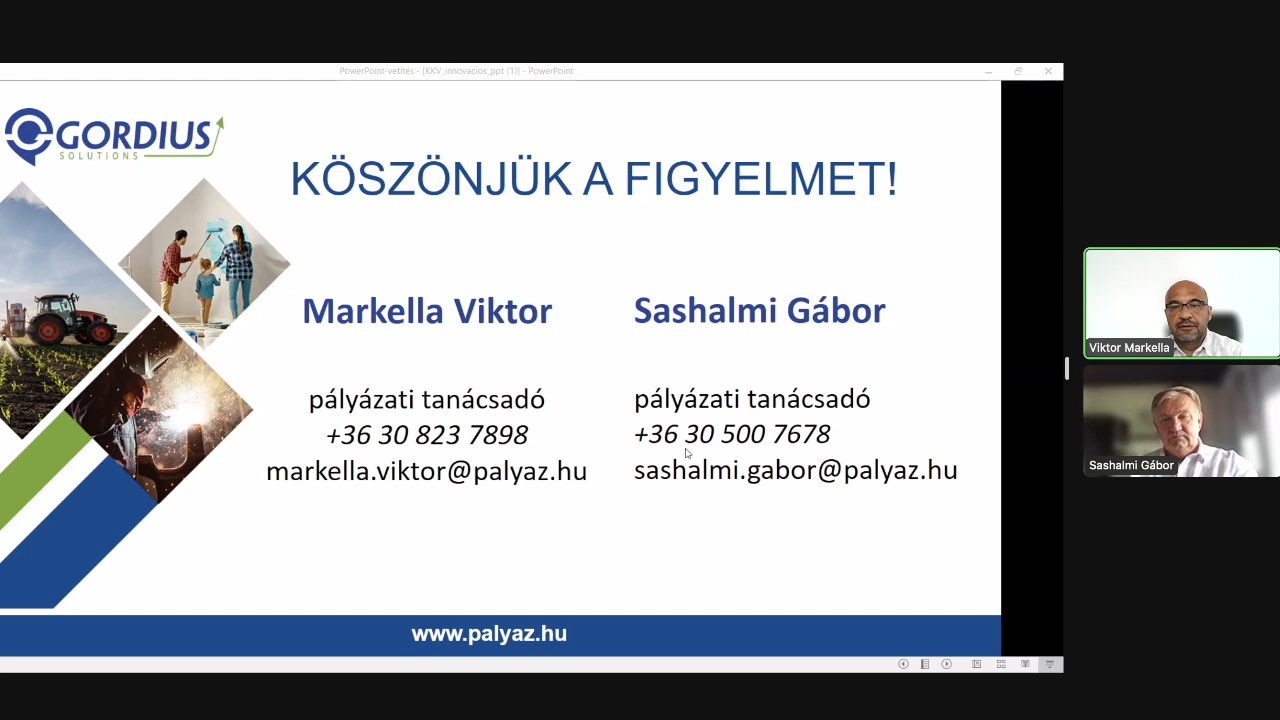 PowerPoint-vetítés - [KKV_innovacios_ppt (1)] - PowerPoint
GORDIUS
SOLUTIONS
KÖSZÖNJÜK A FIGYELMET!
Markella Viktor
pályázati tanácsadó
+36 30 823 7898
markella.viktor@palyaz.hu
Sashalmi Gábor
pályázati tanácsadó
+36 30 500 7678
sashalmi.gabor@palyaz.hu
www.palyaz.hu
Viktor Markella
Sashalmi Gábor